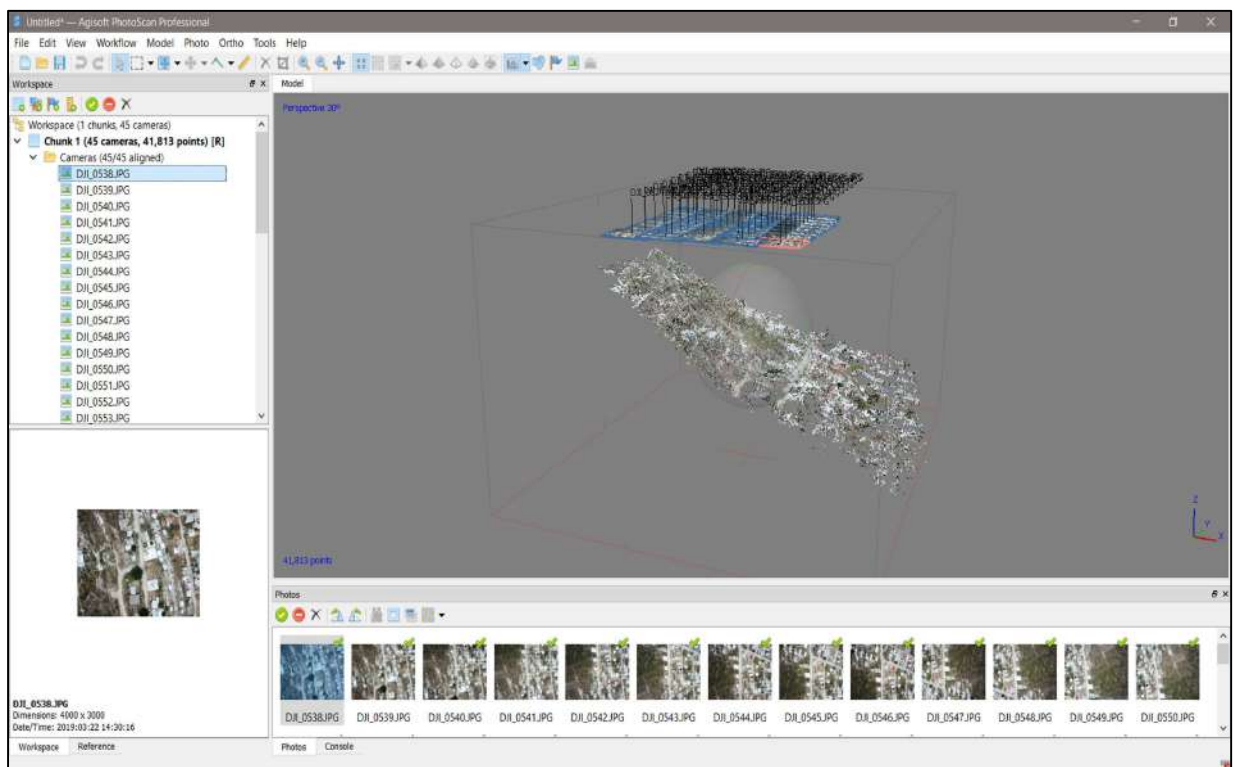 Untitled* — Agisoft PhotoScan Professional
File Edit View Workflow Model Photo Ortho Tools Help
Workspace
Model
Workspace (1 chunks, 45 cameras)
Chunk 1 (45 cameras, 41,813 points) [R]
Cameras (45/45 aligned)
DJI_0538.JPG
DJI_0539.JPG
DJI_0540.JPG
DJI_0541.JPG
DJI_0542.JPG
DJI_0543.JPG
DJI_0544.JPG
DJI_0545.JPG
DJI_0546.JPG
DJI_0547.JPG
DJI_0548.JPG
DJI_0549.JPG
DJI_0550.JPG
DJI_0551.JPG
DJI_0552.JPG
DJI_0553.JPG
Perspective 30°
Z
Y
X
41,813 points
Photos
DJI_0538.JPG DJI_0539.JPG DJI_0540.JPG DJI_0541.JPG DJI_0542.JPG DJI_0543.JPG DJI_0544.JPG DJI_0545.JPG DJI_0546.JPG DJI_0547.JPG DJI_0548.JPG DJI_0549.JPG DJI_0550.JPG
DJI_0538.JPG
Dimensions: 4000 x 3000
Date/Time: 2019:03:22 14:30:16
Workspace Reference
Photos Console